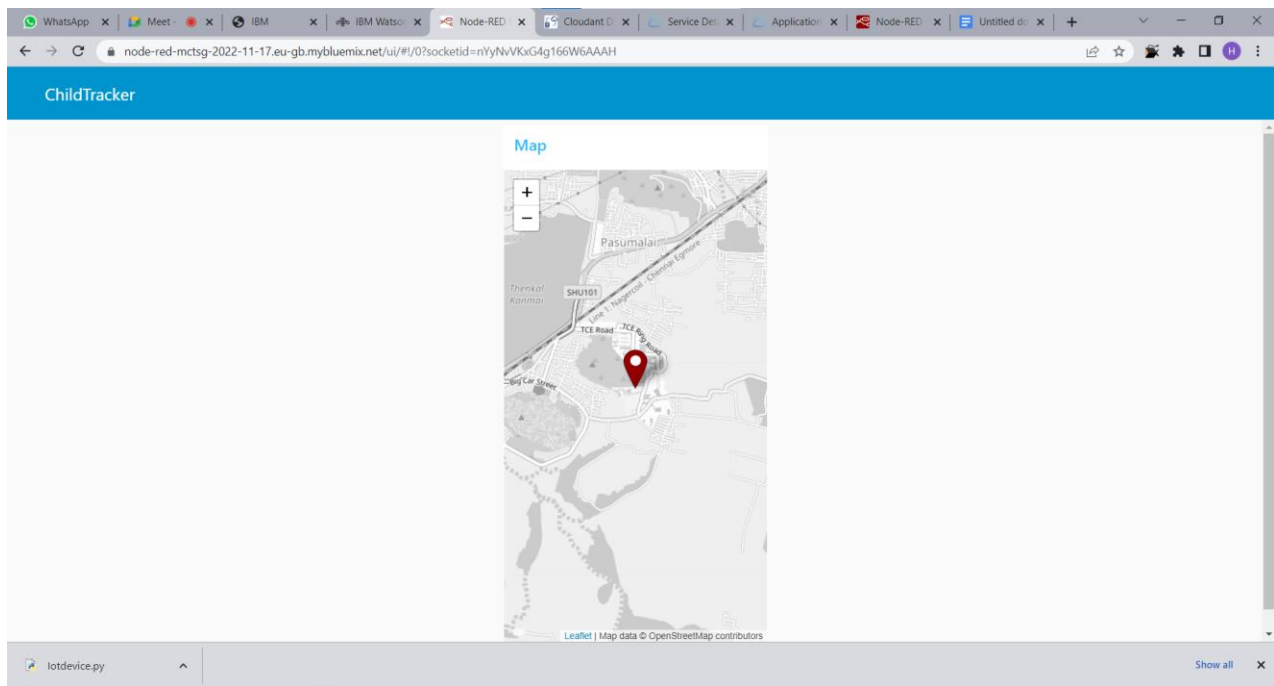 WhatsApp
Meet -
IBM
IBM Watso
Node-RED
Cloudant D
Service Det
Application
Node-RED
Untitled do
node-red-mctsg-2022-11-17.eu-gb.mybluemix.net/ui/#!/0?socketid=nYyNvVKxG4g166W6AAAH
H
ChildTracker
Map
+
−
Pasumalai
Line 1: Nagercoil - Chennai Egmore
Thenkal
Kanmai
SHU101
TCE Road
TCE Ring Road
Big Car Street
Leaflet | Map data © OpenStreetMap contributors
Iotdevice.py
Show all